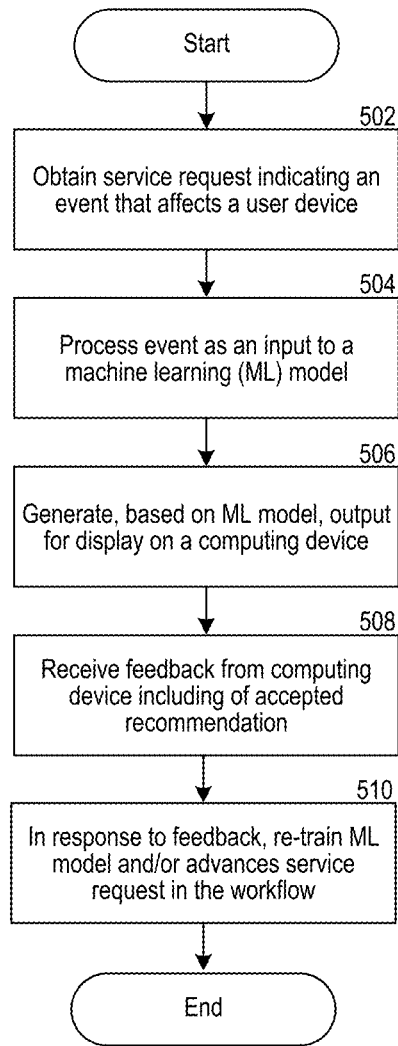 Start
502
Obtain service request indicating an
event that affects a user device
504
Process event as an input to a
machine learning (ML) model
506
Generate, based on ML model, output
for display on a computing device
508
Receive feedback from computing
device including of accepted
recommendation
510
In response to feedback, re-train ML
model and/or advances service
request in the workflow
End